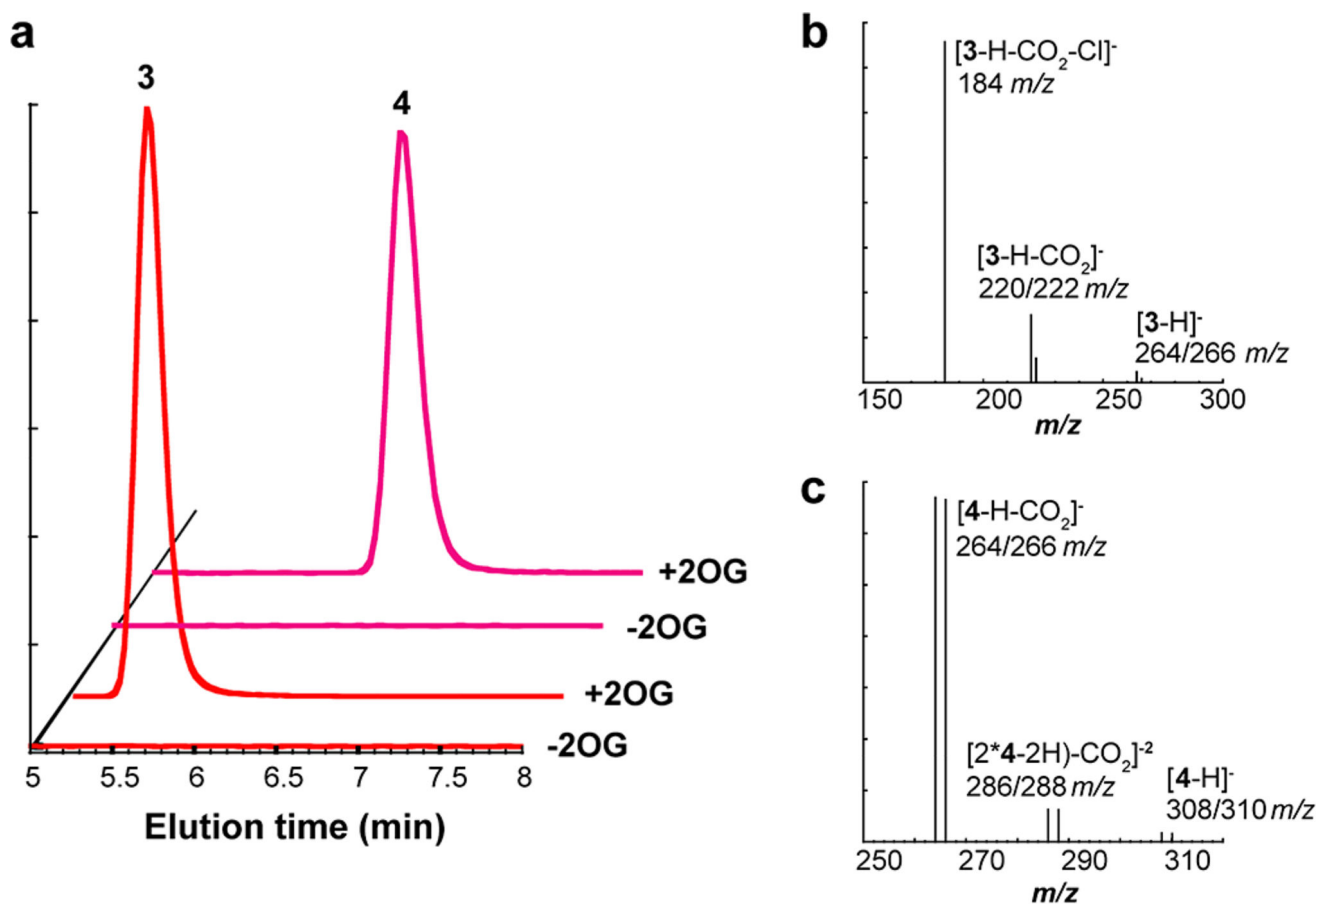 a
3
4
+2OG
-2OG
+2OG
-2OG
5 5.5 6 6.5 7 7.5 8
Elution time (min)
b
[3-H-CO₂-Cl]⁻
184 m/z
[3-H-CO₂]⁻
220/222 m/z
[3-H]⁻
264/266 m/z
150 200 250 300
m/z
c
[4-H-CO₂]⁻
264/266 m/z
[2*4-2H)-CO₂]⁻²
286/288 m/z
[4-H]⁻
308/310 m/z
250 270 290 310
m/z